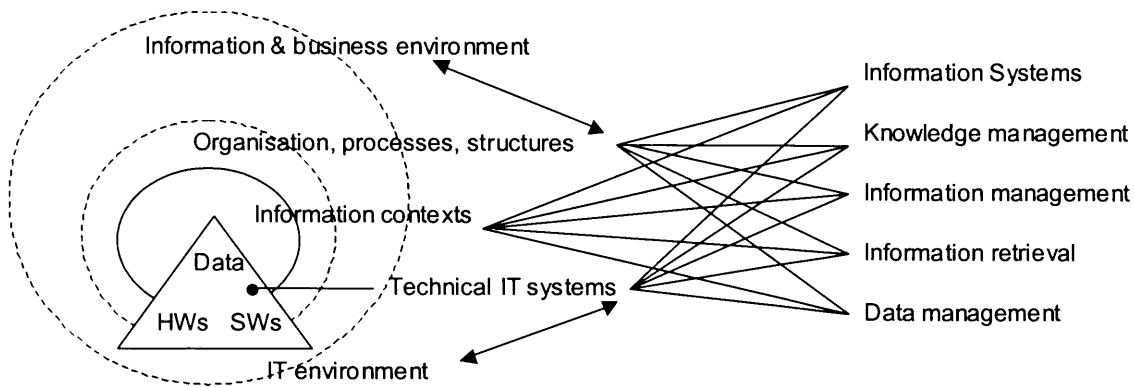 Information & business environment
Organisation, processes, structures
Information contexts
Data
Technical IT systems
HWs SWs
IT environment
Information Systems
Knowledge management
Information management
Information retrieval
Data management